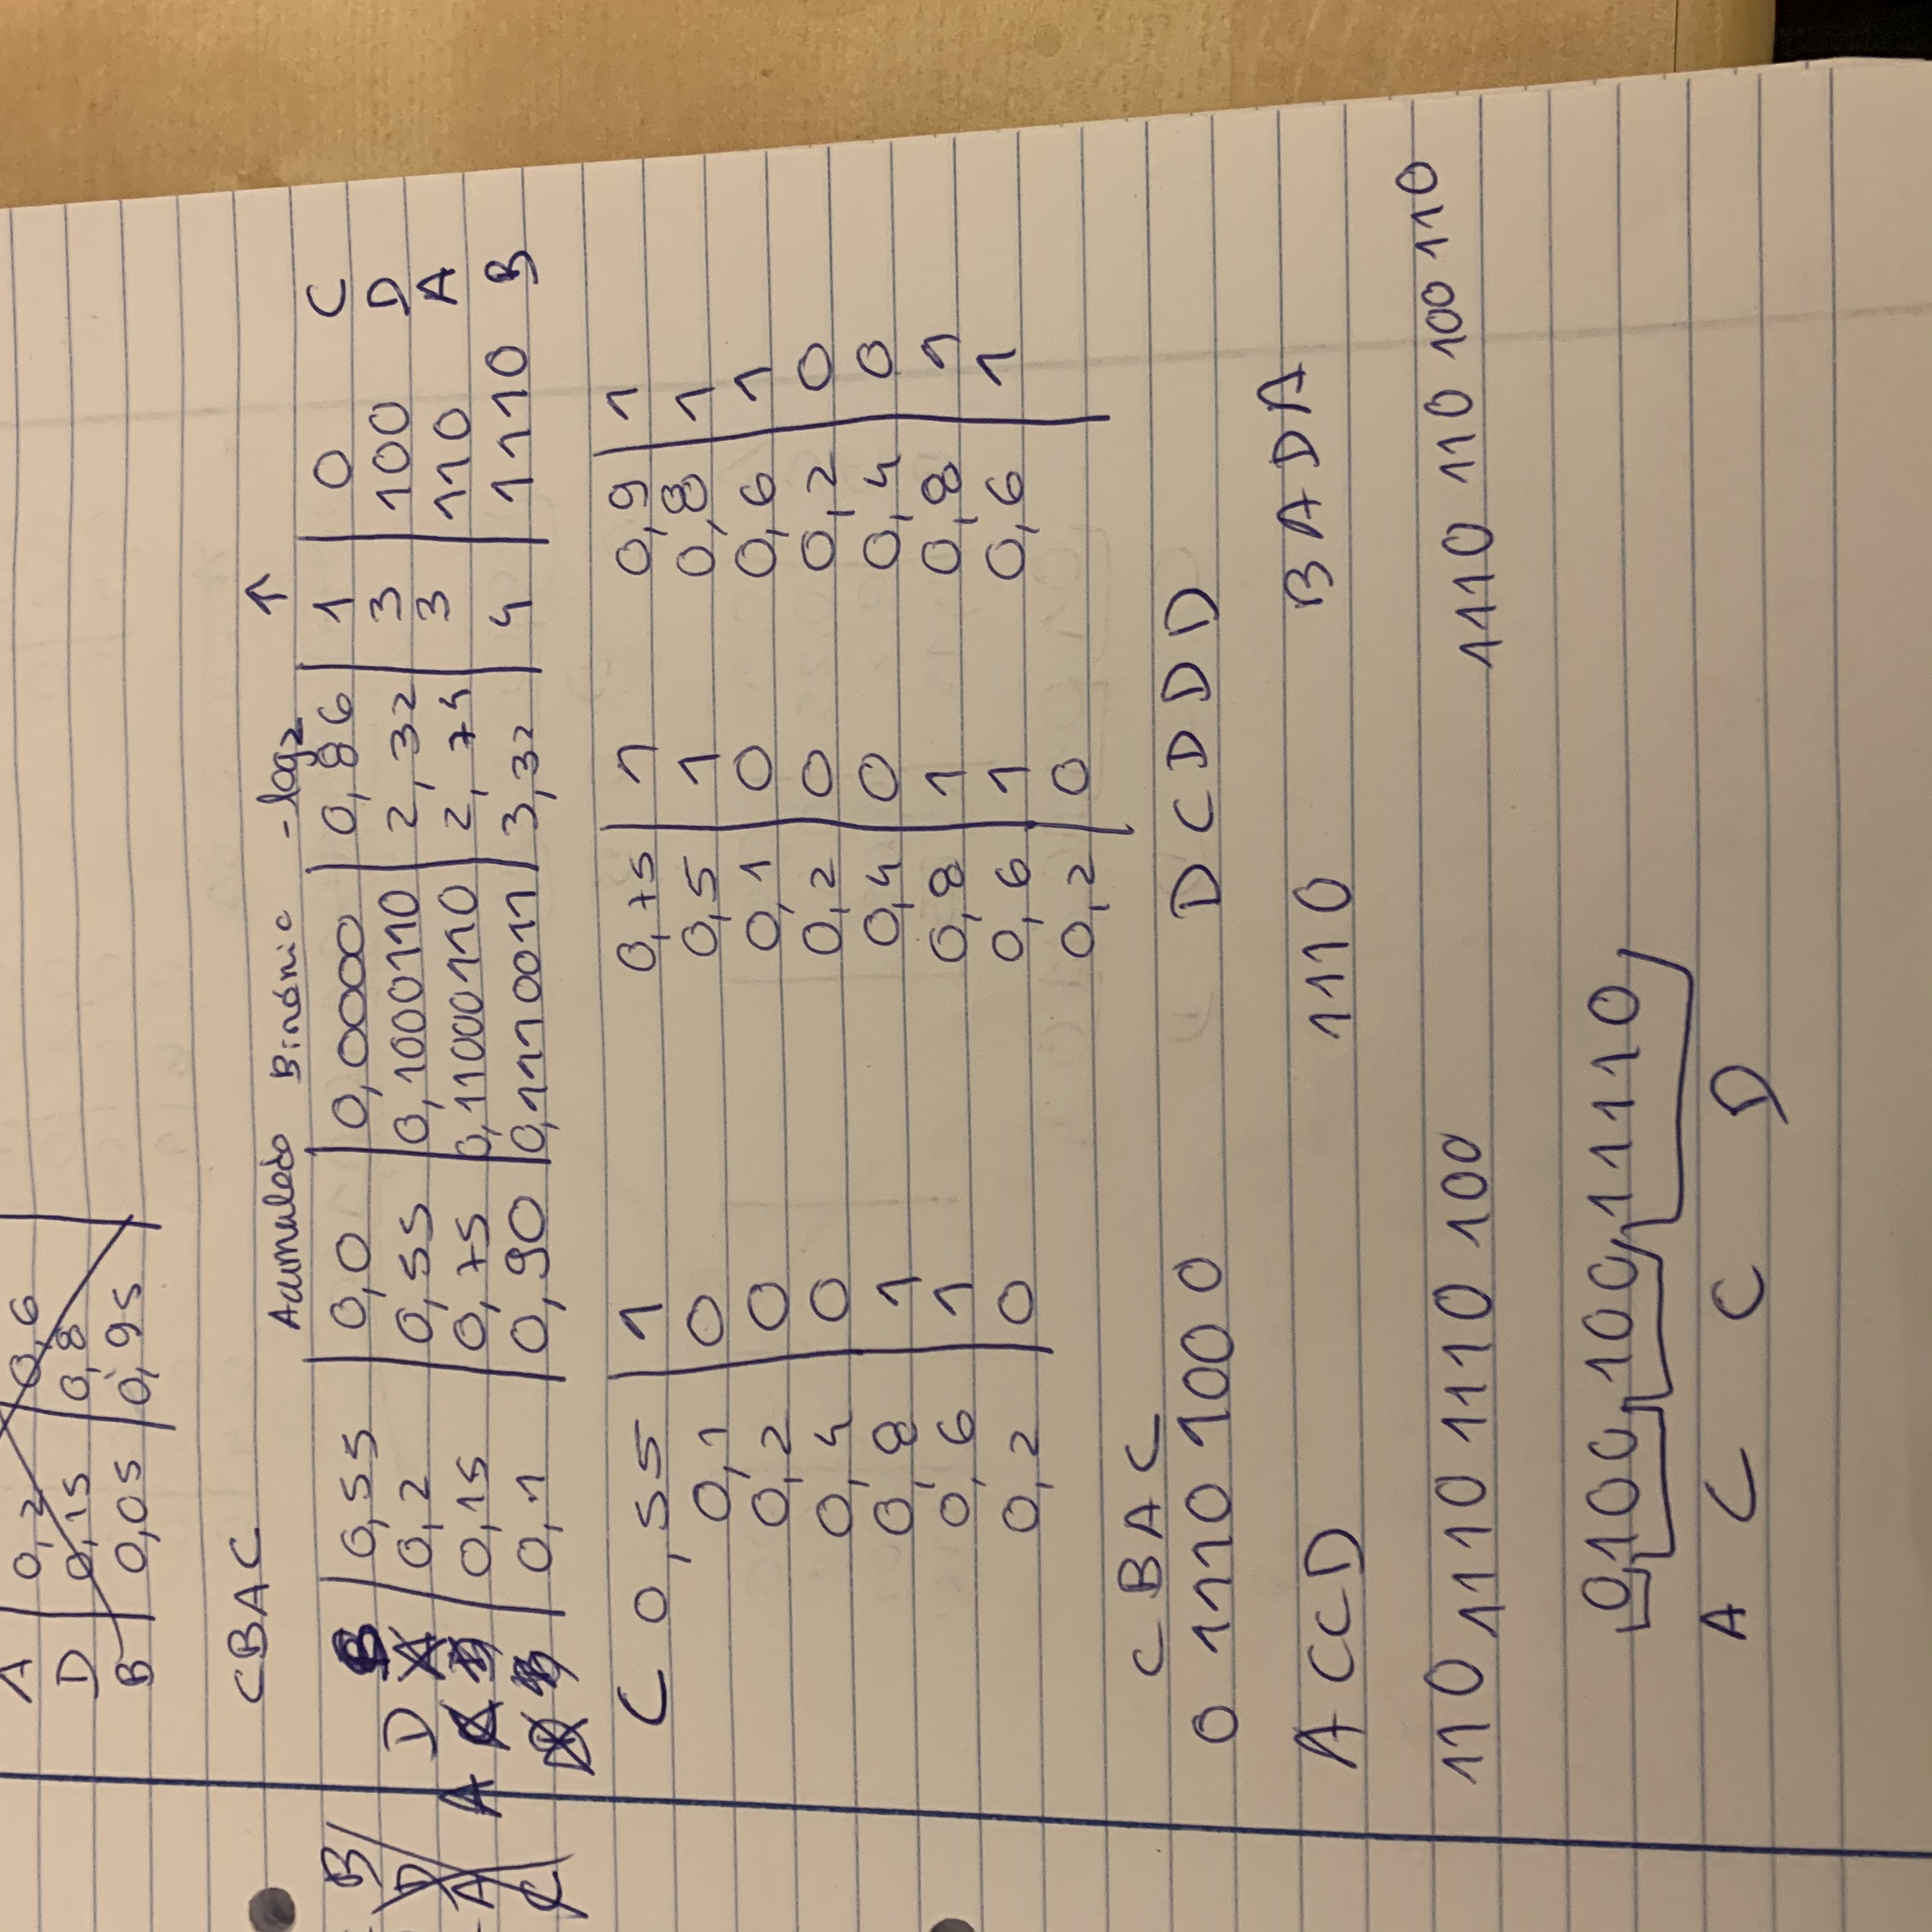 A 0,2 0,6
D 0,15 0,8
B 0,05 0,95
CBAC
Acumulado Binário -log2 ↑
B 0,55 0,0 0,0000 0,86 1 0 C
D D A 0,2 0,55 0,1000110 2,32 3 100 D
A A C D 0,15 0,75 0,11000110 2,74 3 110 A
C D B 0,1 0,90 0,1110011 3,32 4 1110 B
C 0,55 1 0,75 1 0,9 1
0,1 0 0,5 1 0,8 1
0,2 0 0,1 0 0,6 1
0,4 0 0,2 0 0,2 0
0,8 1 0,4 0 0,4 0
0,6 1 0,8 1 0,8 1
0,2 0 0,6 1 0,6 1
0,2 0
CBAC
0 1110 100 0 DCDDD
ACCD 1110 BADA
110 1110 1110 100 1110 110 100 110
0100 100 11110
A C C D